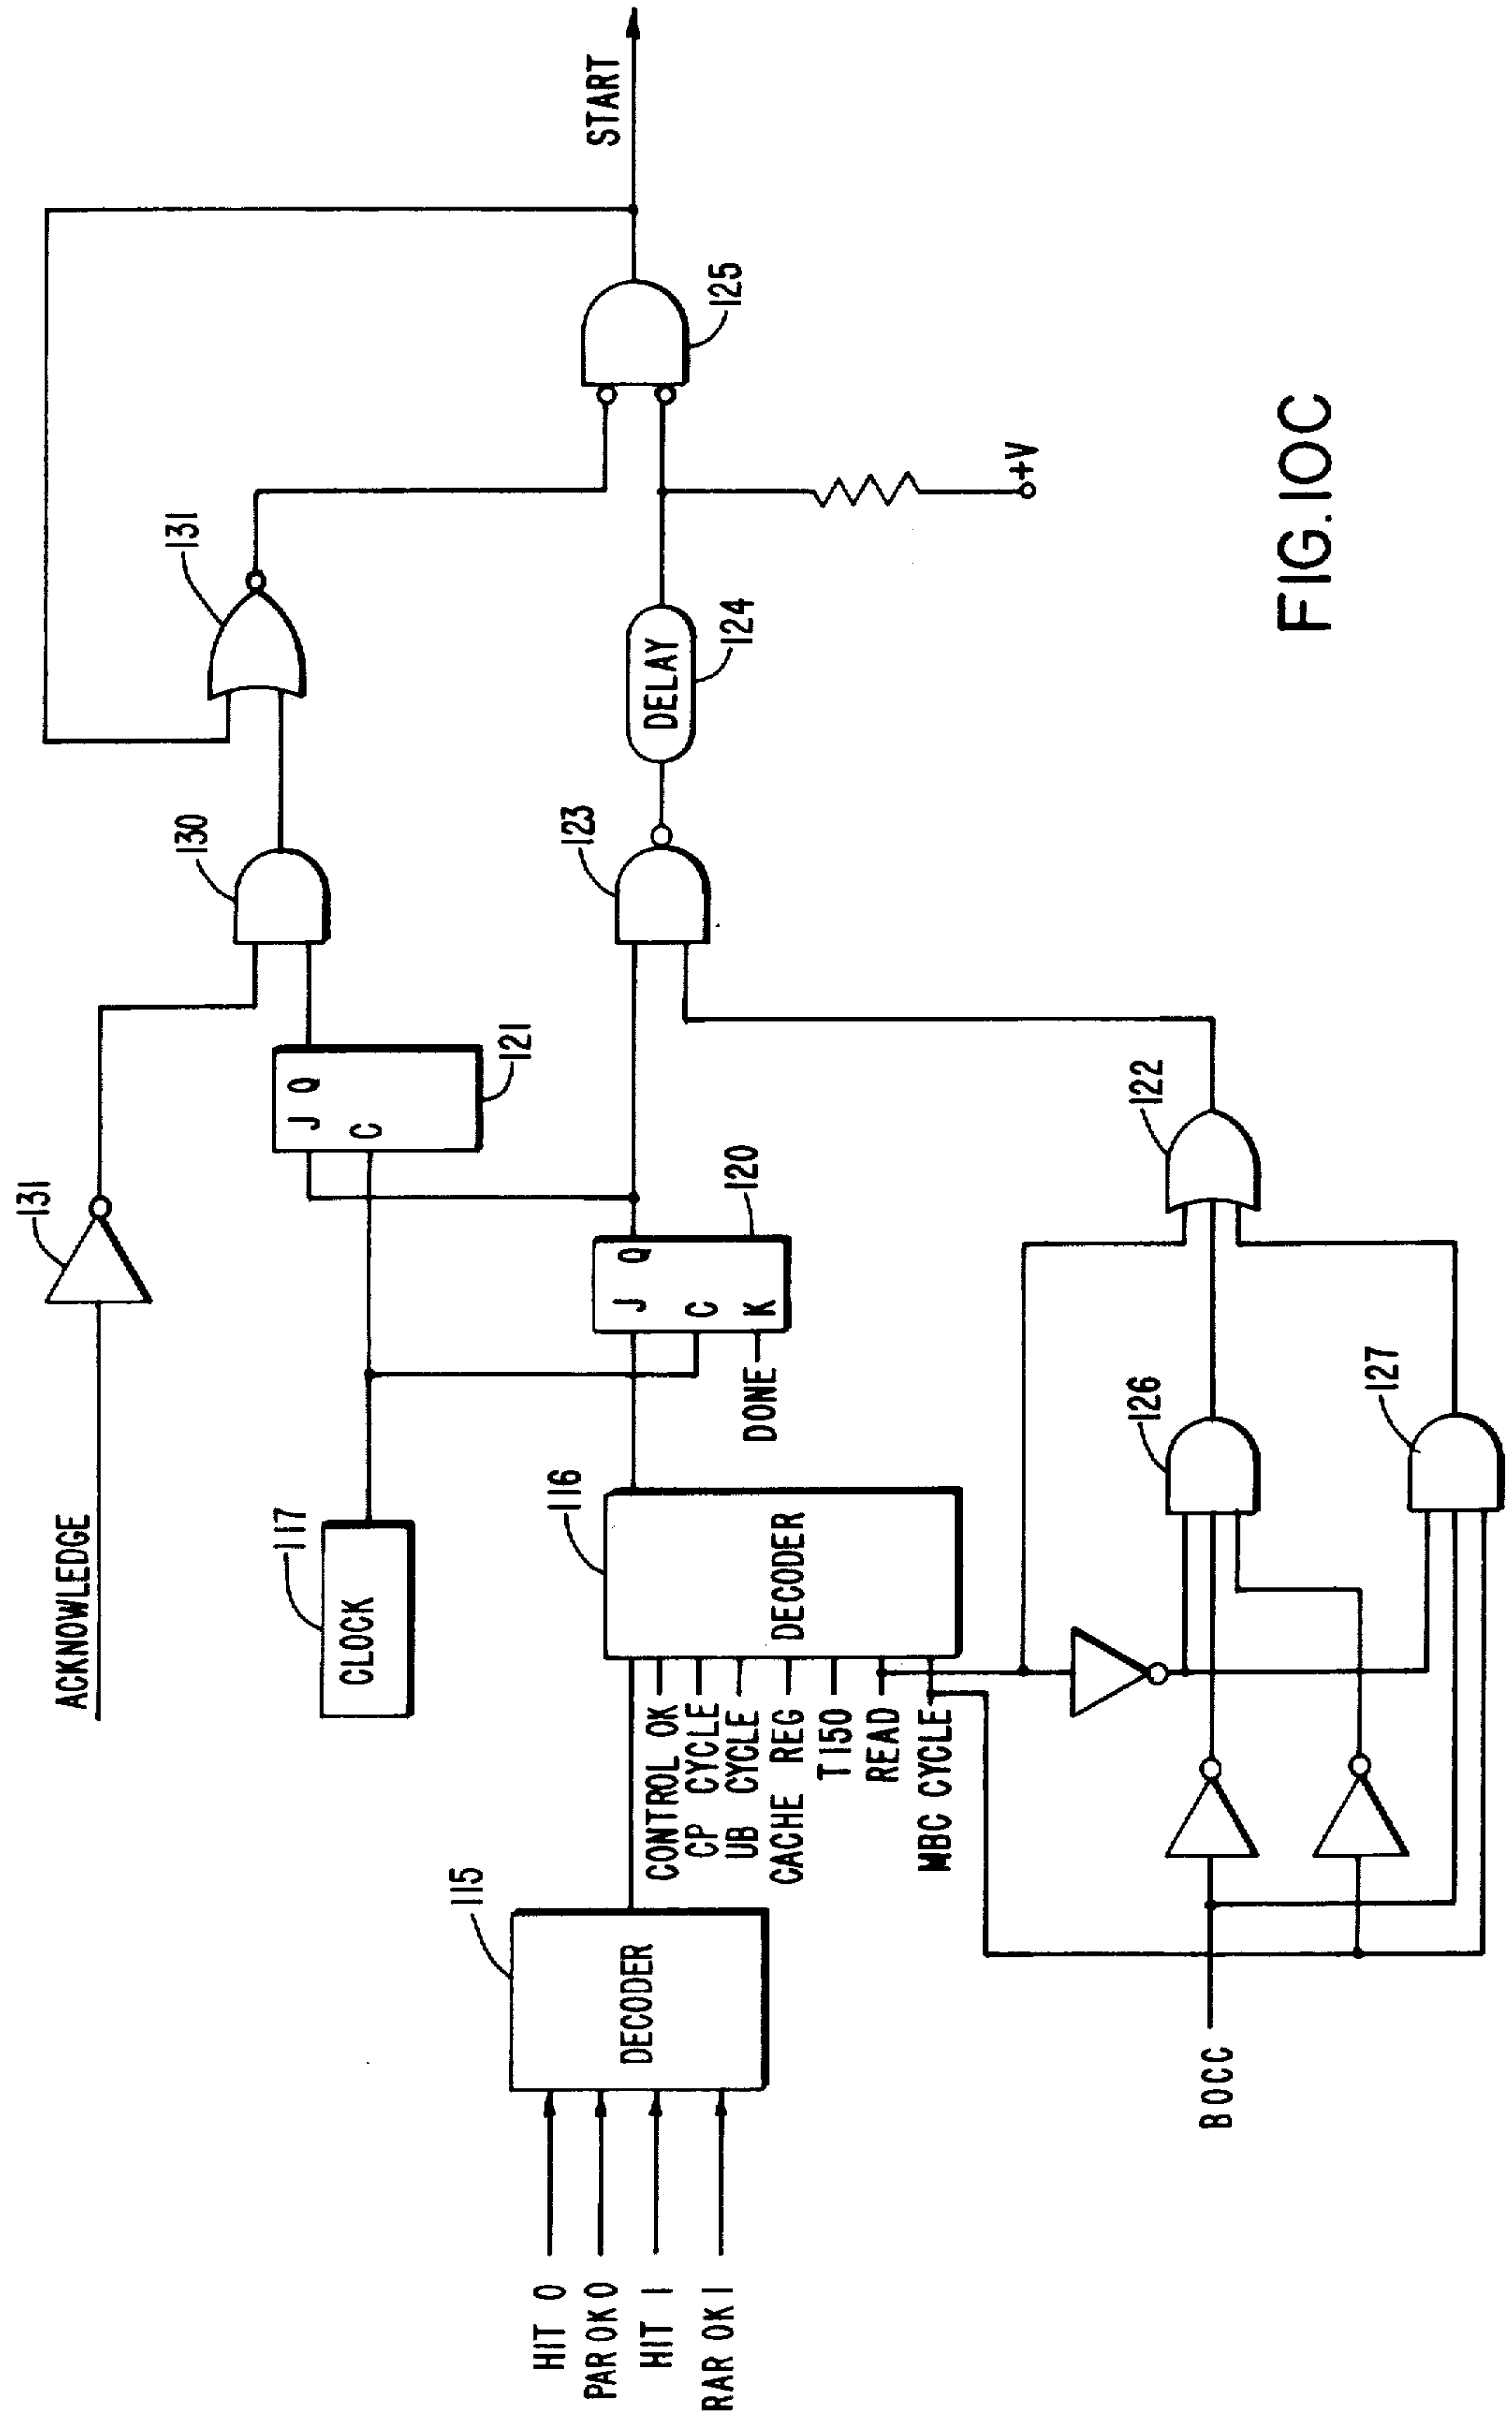 ACKNOWLEDGE
131
117
CLOCK
121
J Q
C
130
131
START
HIT 0
PAR OK 0
HIT 1
RAR OK 1
115
DECODER
116
DECODER
CONTROL OK
CP CYCLE
UB CYCLE
CACHE REG
T150
READ
MBC CYCLE
120
J Q
C
K
DONE
123
DELAY
124
125
+V
BOCC
126
127
122
FIG. 10C